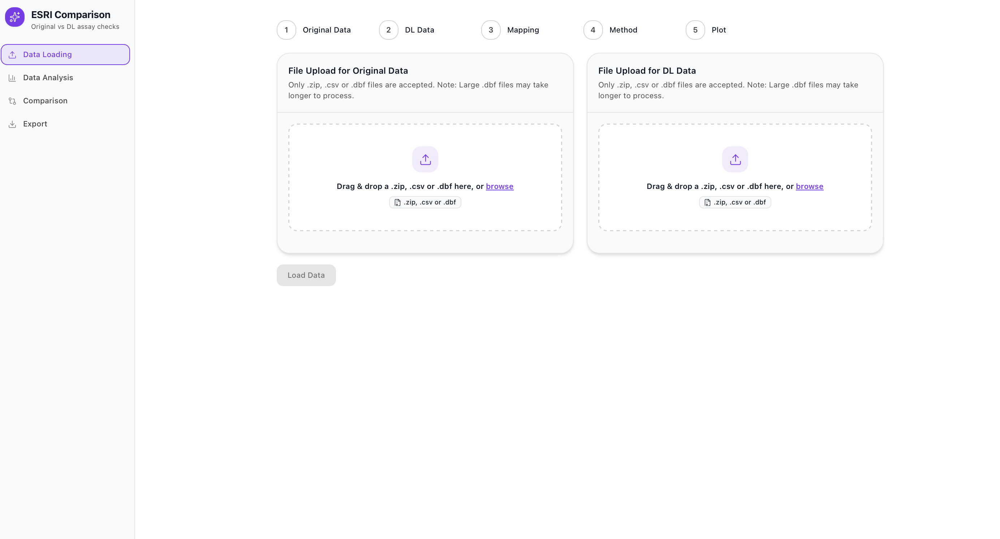 ESRI Comparison
Original vs DL assay checks
Data Loading
Data Analysis
Comparison
Export
1 Original Data
2 DL Data
3 Mapping
4 Method
5 Plot
File Upload for Original Data
Only .zip, .csv or .dbf files are accepted. Note: Large .dbf files may take
longer to process.
Drag & drop a .zip, .csv or .dbf here, or browse
.zip, .csv or .dbf
File Upload for DL Data
Only .zip, .csv or .dbf files are accepted. Note: Large .dbf files may take
longer to process.
Drag & drop a .zip, .csv or .dbf here, or browse
.zip, .csv or .dbf
Load Data